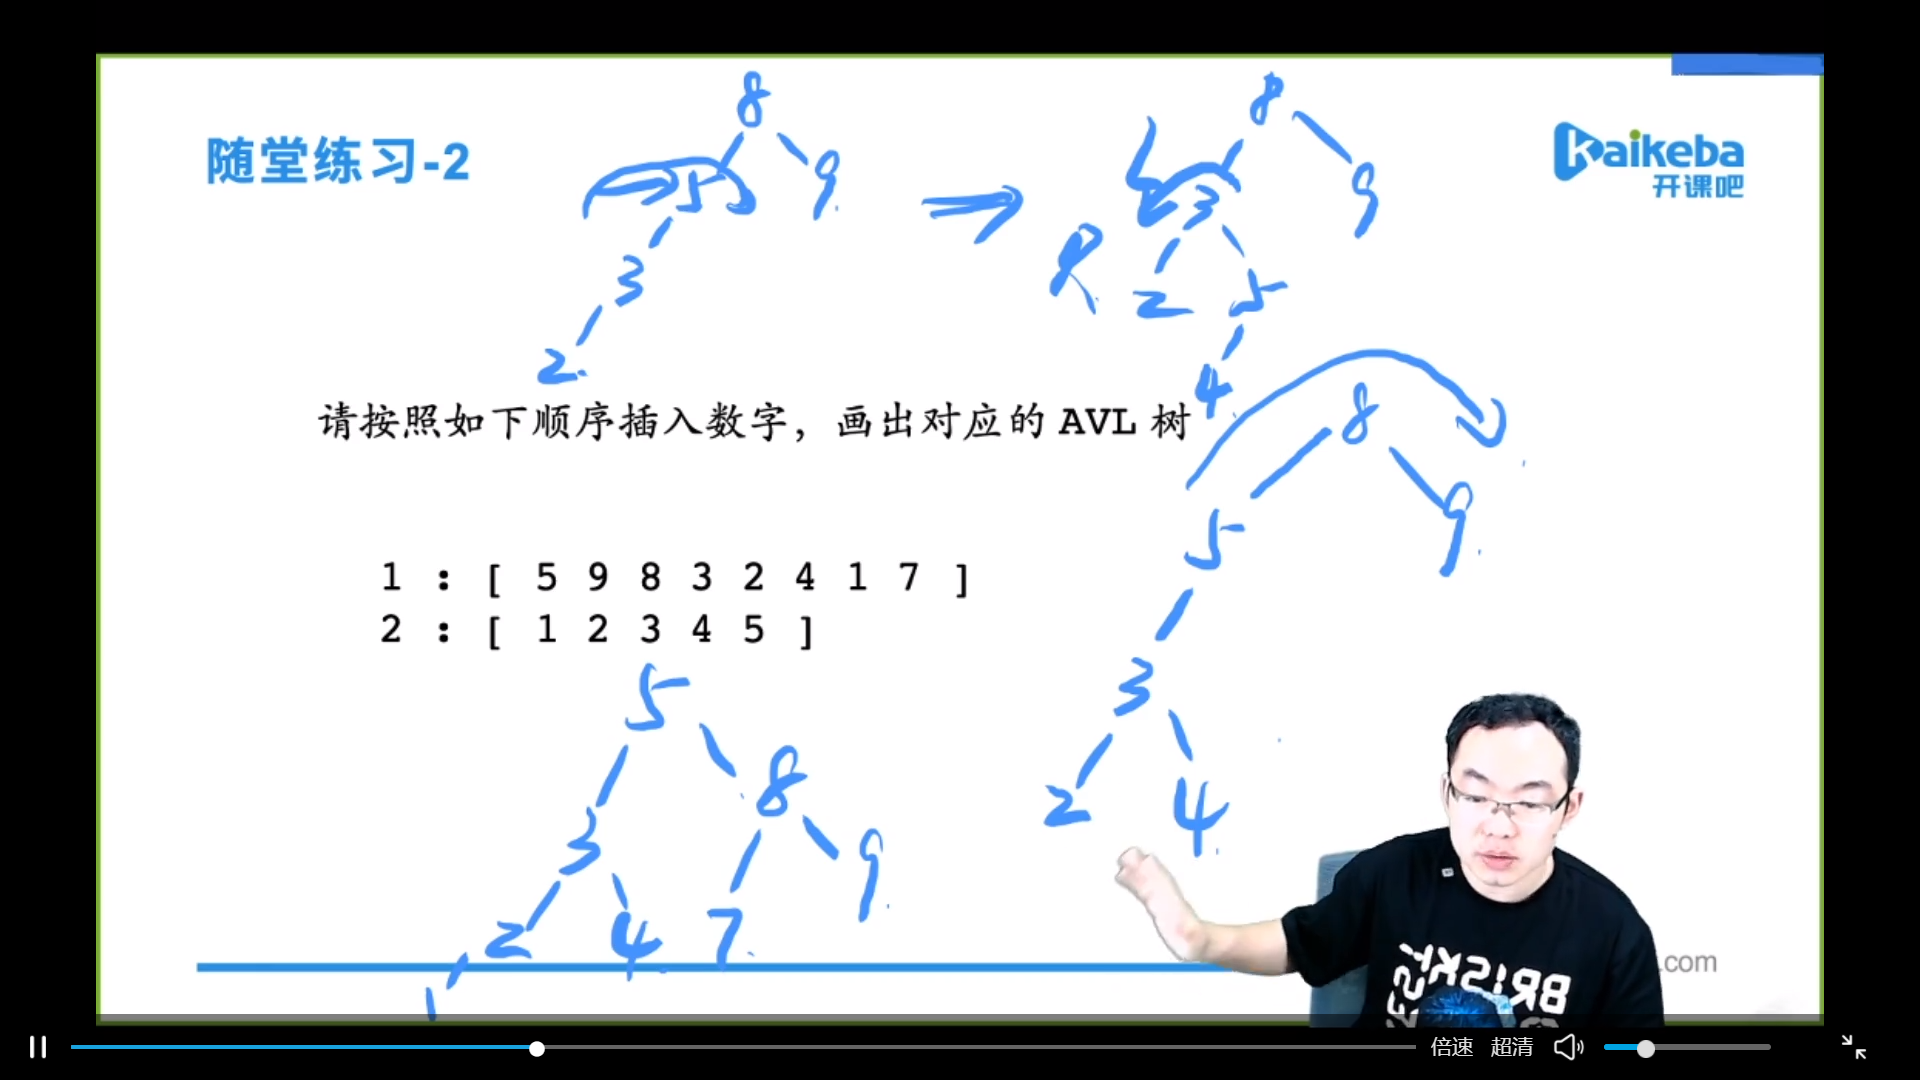 随堂练习-2
kaikeba
开课吧
8
5 9
3
2
8
3 9
R
2 5
4
请按照如下顺序插入数字，画出对应的 AVL 树
8
5 9
3
2 4
1 : [ 5 9 8 3 2 4 1 7 ]
2 : [ 1 2 3 4 5 ]
5
3 8
2 4 7 9
1
.com
BRISK
倍速 超清